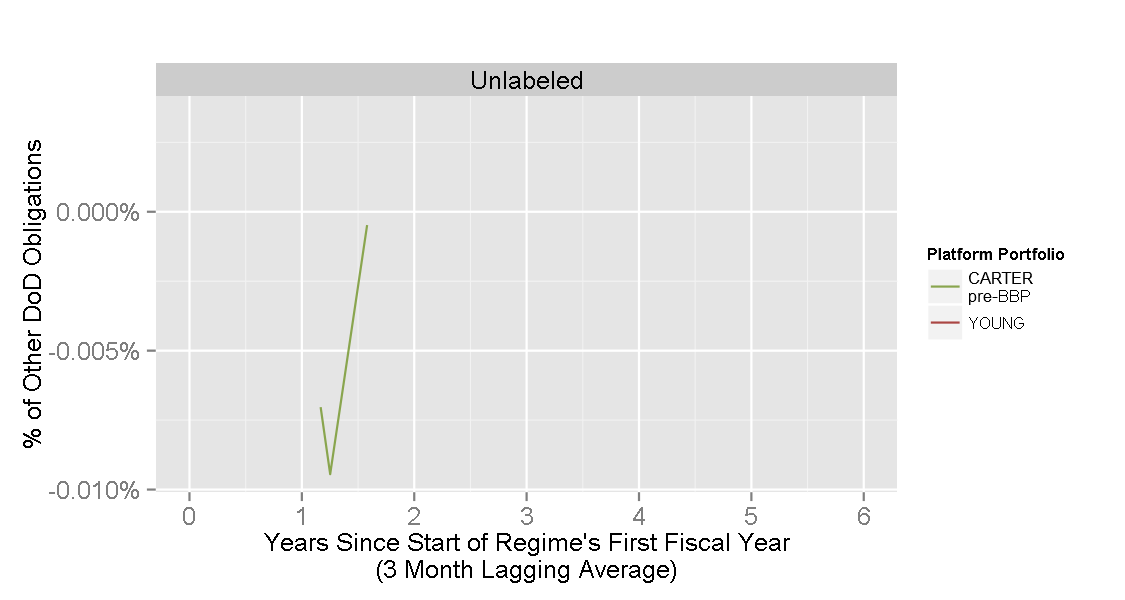 Unlabeled
% of Other DoD Obligations
0.000%
-0.005%
-0.010%
0 1 2 3 4 5 6
Years Since Start of Regime's First Fiscal Year
(3 Month Lagging Average)
Platform Portfolio
CARTER
pre-BBP
YOUNG